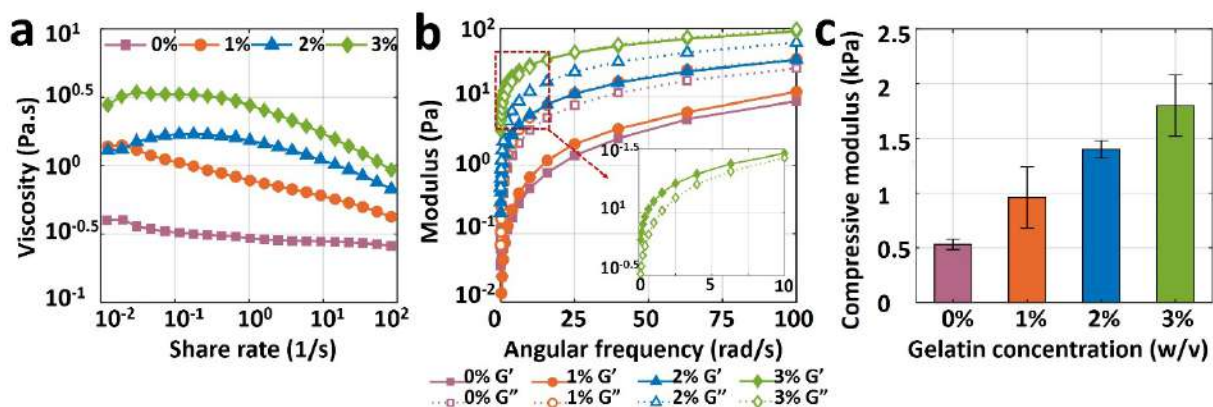 a
10^1
10^0.5
10^0
10^-0.5
10^-1
Viscosity (Pa.s)
0% 1% 2% 3%
10^-2 10^-1 10^0 10^1 10^2
Share rate (1/s)
b
10^2
10^1
10^0
10^-1
10^-2
Modulus (Pa)
10^-1.5
10^1
10^-0.5
0 5 10
0 25 50 75 100
Angular frequency (rad/s)
0% G' 1% G' 2% G' 3% G'
0% G" 1% G" 2% G" 3% G"
c
Compressive modulus (kPa)
2.5
2
1.5
1
0.5
0
0% 1% 2% 3%
Gelatin concentration (w/v)